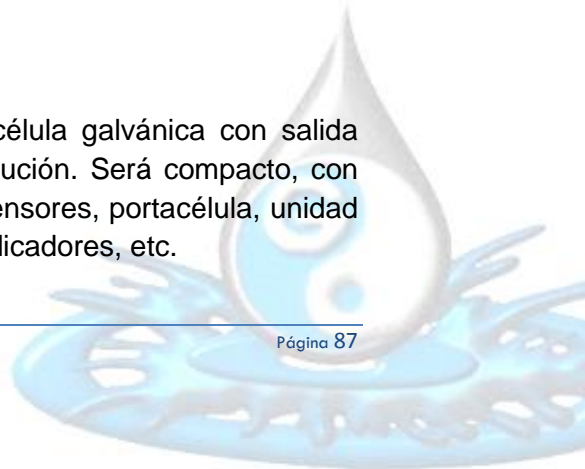 célula galvánica con salida
ución. Será compacto, con
ensores, portacélula, unidad
licadores, etc.
Página 87